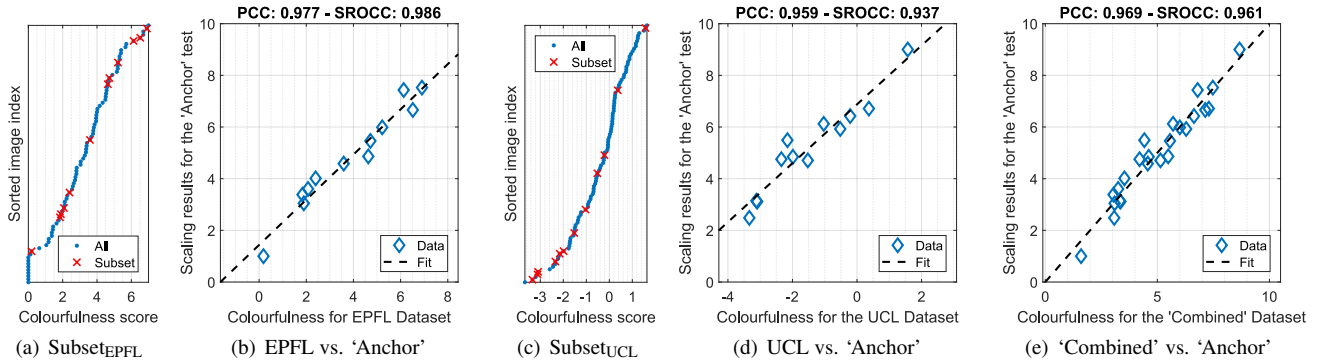 Sorted image index
All
Subset
0 2 4 6
Colourfulness score
(a) Subset_EPFL
PCC: 0.977 - SROCC: 0.986
Scaling results for the 'Anchor' test
10
8
6
4
2
0
Data
Fit
0 2 4 6 8
Colourfulness for EPFL Dataset
(b) EPFL vs. ‘Anchor’
Sorted image index
All
Subset
-3 -2 -1 0 1
Colourfulness score
(c) Subset_UCL
PCC: 0.959 - SROCC: 0.937
Scaling results for the 'Anchor' test
10
8
6
4
2
0
Data
Fit
-4 -2 0 2
Colourfulness for the UCL Dataset
(d) UCL vs. ‘Anchor’
PCC: 0.969 - SROCC: 0.961
Scaling results for the 'Anchor' test
10
8
6
4
2
0
Data
Fit
0 5 10
Colourfulness for the 'Combined' Dataset
(e) ‘Combined’ vs. ‘Anchor’